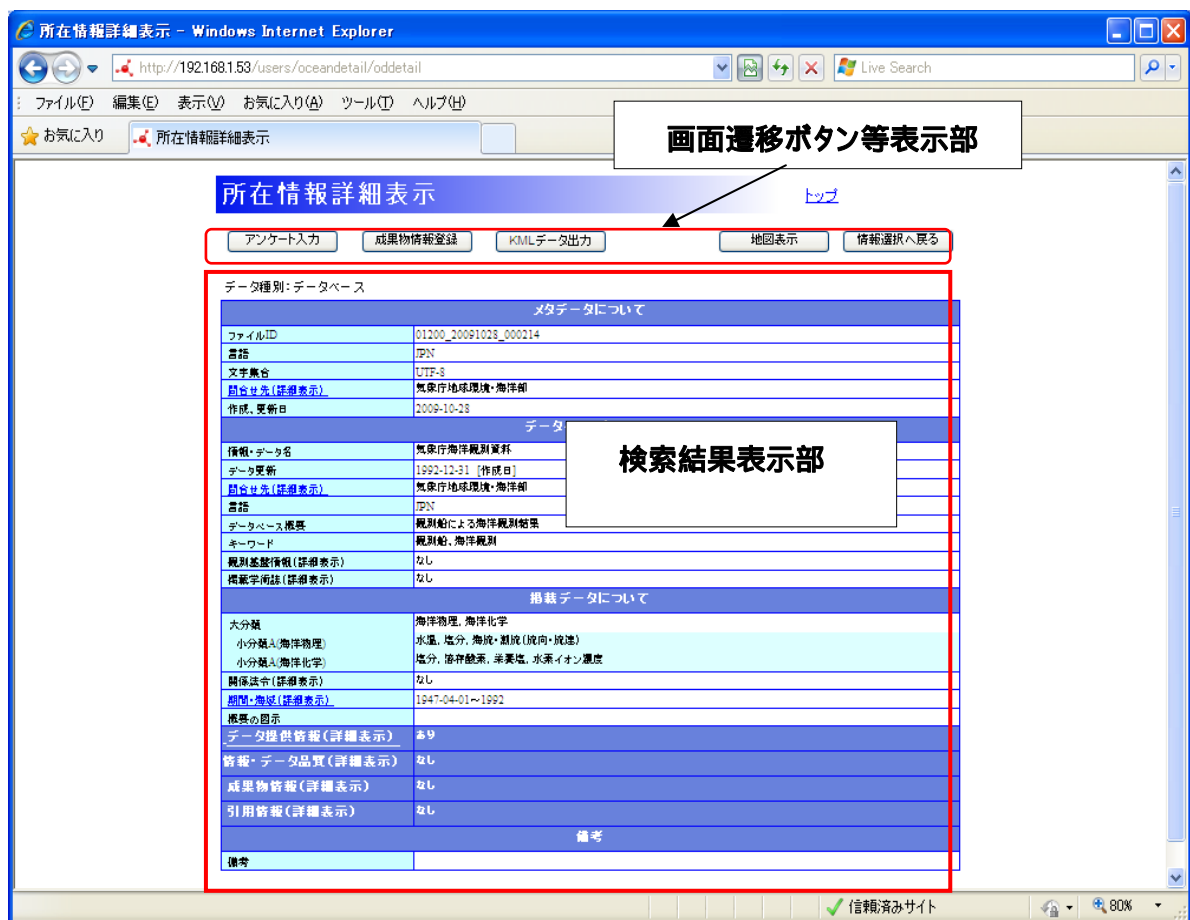 所在情報詳細表示 - Windows Internet Explorer
http://192.168.1.53/users/oceandetail/oddetail
Live Search
ファイル(F) 編集(E) 表示(V) お気に入り(A) ツール(T) ヘルプ(H)
お気に入り 所在情報詳細表示
画面遷移ボタン等表示部
所在情報詳細表示 トップ
アンケート入力 成果物情報登録 KMLデータ出力 地図表示 情報選択へ戻る
データ種別:データベース
メタデータについて
ファイルID 01200_20091028_000214
言語 JPN
文字集合 UTF-8
問合せ先(詳細表示) 気象庁地球環境・海洋部
作成、更新日 2009-10-28
データ
検索結果表示部
情報・データ名 気象庁海洋観測資料
データ更新 1992-12-31 [作成日]
問合せ先(詳細表示) 気象庁地球環境・海洋部
言語 JPN
データベース概要 観測船による海洋観測結果
キーワード 観測船、海洋観測
観測基盤情報(詳細表示) なし
掲載学術誌(詳細表示) なし
掲載データについて
大分類 海洋物理, 海洋化学
小分類A(海洋物理) 水温, 塩分, 海流・潮流(流向・流速)
小分類A(海洋化学) 塩分, 溶存酸素, 栄養塩, 水素イオン濃度
関係法令(詳細表示) なし
期間・海域(詳細表示) 1947-04-01～1992
概要の図示
データ提供情報(詳細表示) あり
情報・データ品質(詳細表示) なし
成果物情報(詳細表示) なし
引用情報(詳細表示) なし
備考
備考
信頼済みサイト 80%